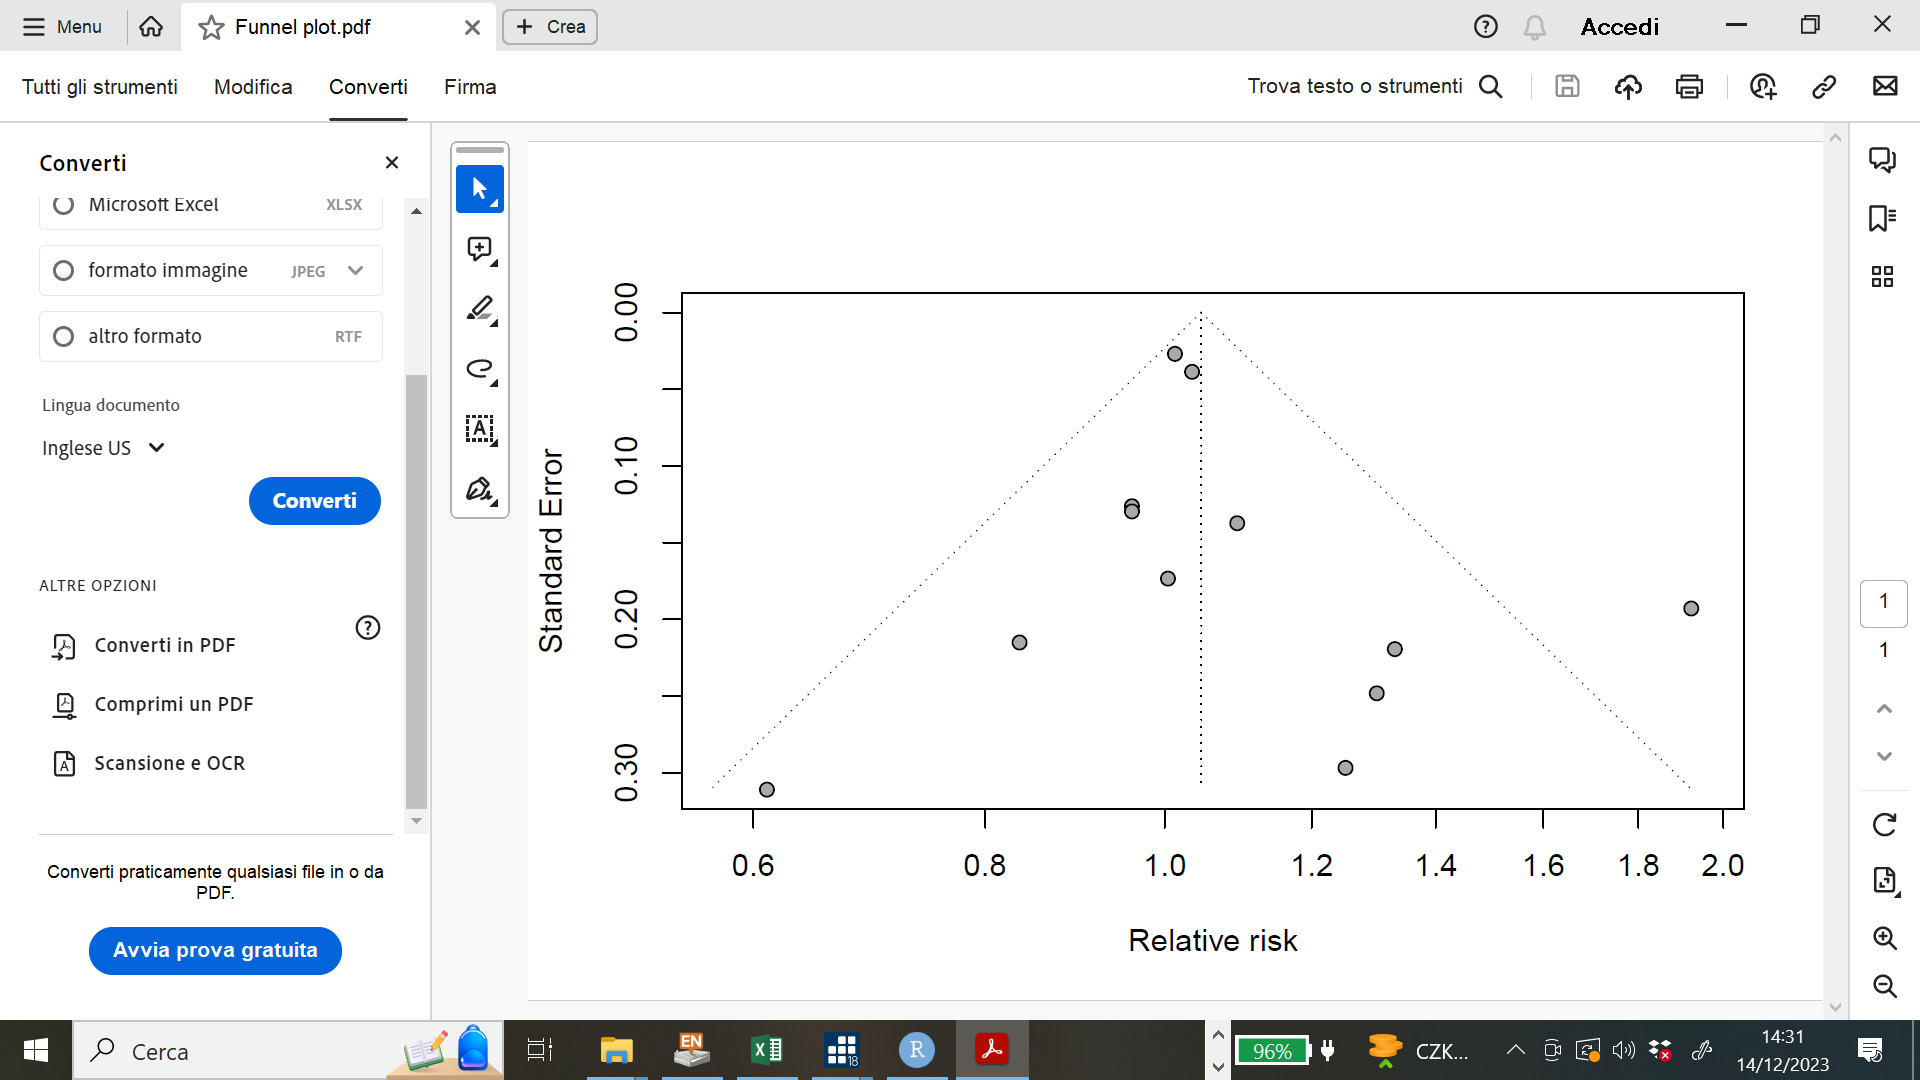 Menu
Funnel plot.pdf
Crea
Accedi
Tutti gli strumenti
Modifica
Converti
Firma
Trova testo o strumenti
Converti
Microsoft Excel XLSX
formato immagine JPEG
altro formato RTF
Lingua documento
Inglese US
Converti
ALTRE OPZIONI
Converti in PDF
Comprimi un PDF
Scansione e OCR
Converti praticamente qualsiasi file in o da
PDF.
Avvia prova gratuita
Standard Error
0.00
0.10
0.20
0.30
0.6 0.8 1.0 1.2 1.4 1.6 1.8 2.0
Relative risk
1
1
Cerca
EN
18
R
96%
CZK...
14:31
14/12/2023